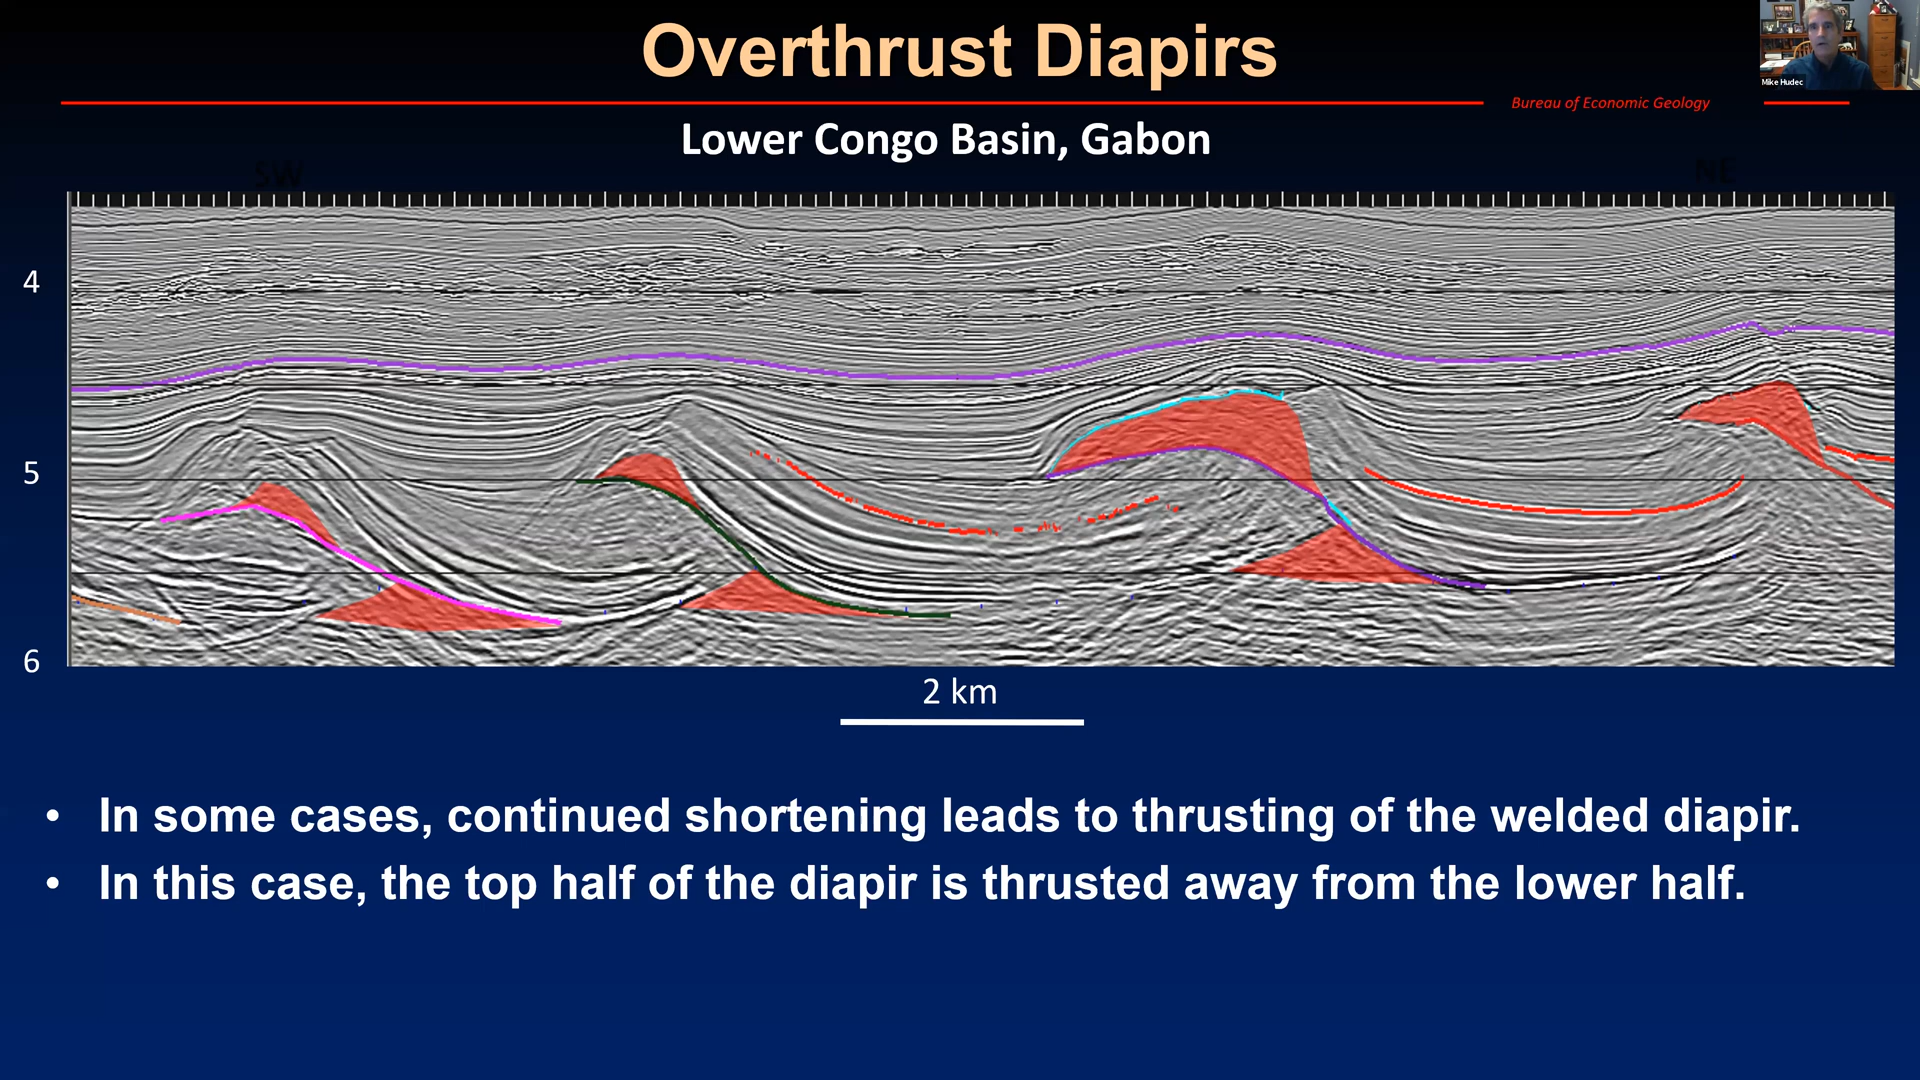 Overthrust Diapirs
Mike Hudec
Bureau of Economic Geology
Lower Congo Basin, Gabon
SW
NE
4
5
6
2 km
• In some cases, continued shortening leads to thrusting of the welded diapir.
• In this case, the top half of the diapir is thrusted away from the lower half.